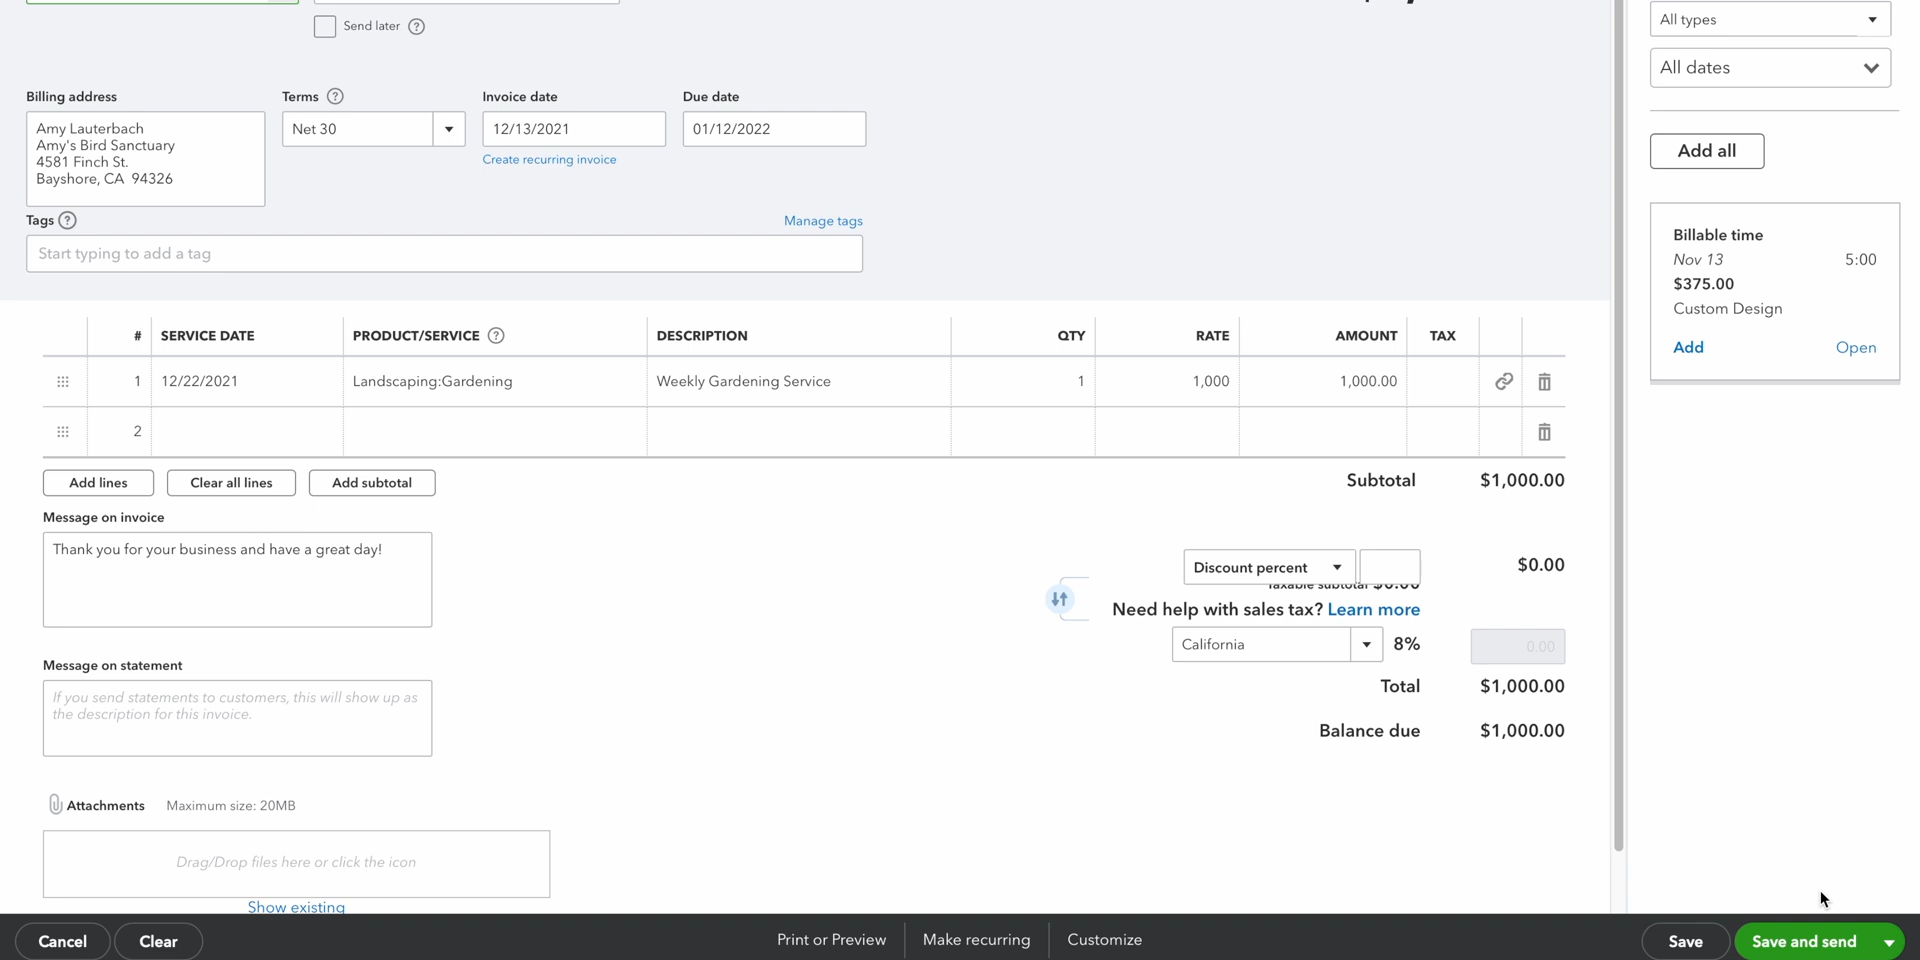 Send later
All types
All dates
Billing address
Terms
Invoice date
Due date
Amy Lauterbach
Amy's Bird Sanctuary
4581 Finch St.
Bayshore, CA 94326
Net 30
12/13/2021
01/12/2022
Create recurring invoice
Add all
Tags
Manage tags
Start typing to add a tag
Billable time
Nov 13 5:00
$375.00
Custom Design
Add Open
# SERVICE DATE PRODUCT/SERVICE DESCRIPTION QTY RATE AMOUNT TAX
1 12/22/2021 Landscaping:Gardening Weekly Gardening Service 1 1,000 1,000.00
2
Add lines Clear all lines Add subtotal
Subtotal $1,000.00
Message on invoice
Thank you for your business and have a great day!
Discount percent $0.00
Taxable subtotal $0.00
Need help with sales tax? Learn more
California 8% 0.00
Message on statement
If you send statements to customers, this will show up as
the description for this invoice.
Total $1,000.00
Balance due $1,000.00
Attachments Maximum size: 20MB
Drag/Drop files here or click the icon
Show existing
Cancel Clear Print or Preview Make recurring Customize Save Save and send